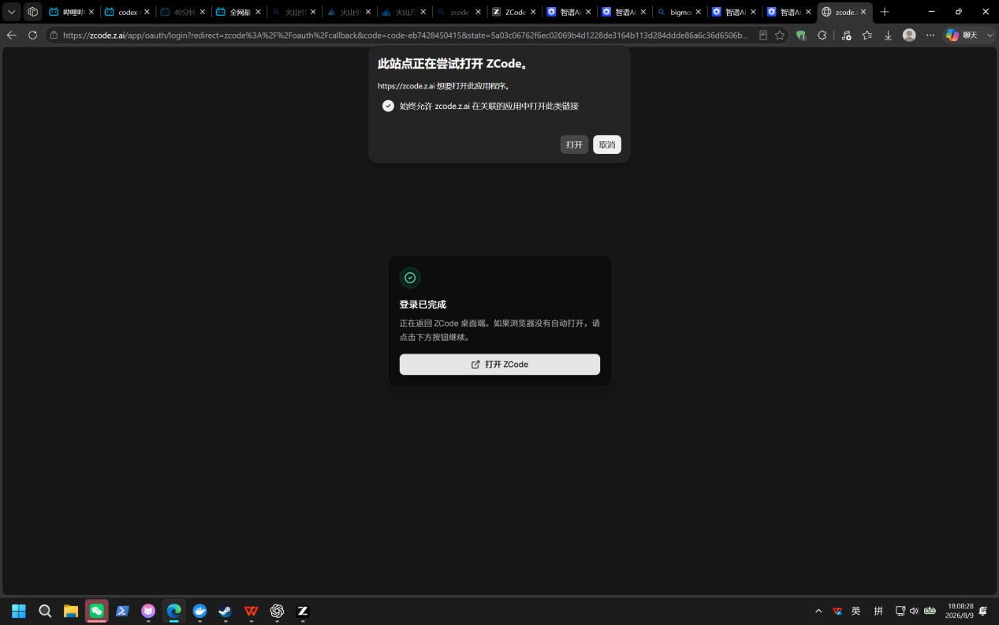 哔哩哔
codex
40分钟
全网最
火山引
火山引
火山方
zcode
ZCode
智谱AI
智谱AI
bigmo
智谱AI
智谱AI
zcode.
https://zcode.z.ai/app/oauth/login?redirect=zcode%3A%2F%2Foauth%2Fcallback&code=code-eb7428450415&state=5a03c06762f6ec02069b4d1228de3164b113d284ddde86a6c36d6506b...
聊天
此站点正在尝试打开 ZCode。
https://zcode.z.ai 想要打开此应用程序。
始终允许 zcode.z.ai 在关联的应用中打开此类链接
打开
取消
登录已完成
正在返回 ZCode 桌面端。如果浏览器没有自动打开，请
点击下方按钮继续。
打开 ZCode
英
拼
18:08:28
2026/8/9